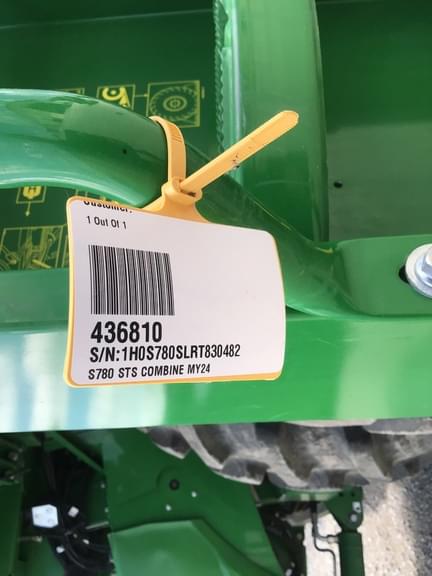 Customer:
1 Out Of 1
436810
S/N:1H0S780SLRT830482
S780 STS COMBINE MY24